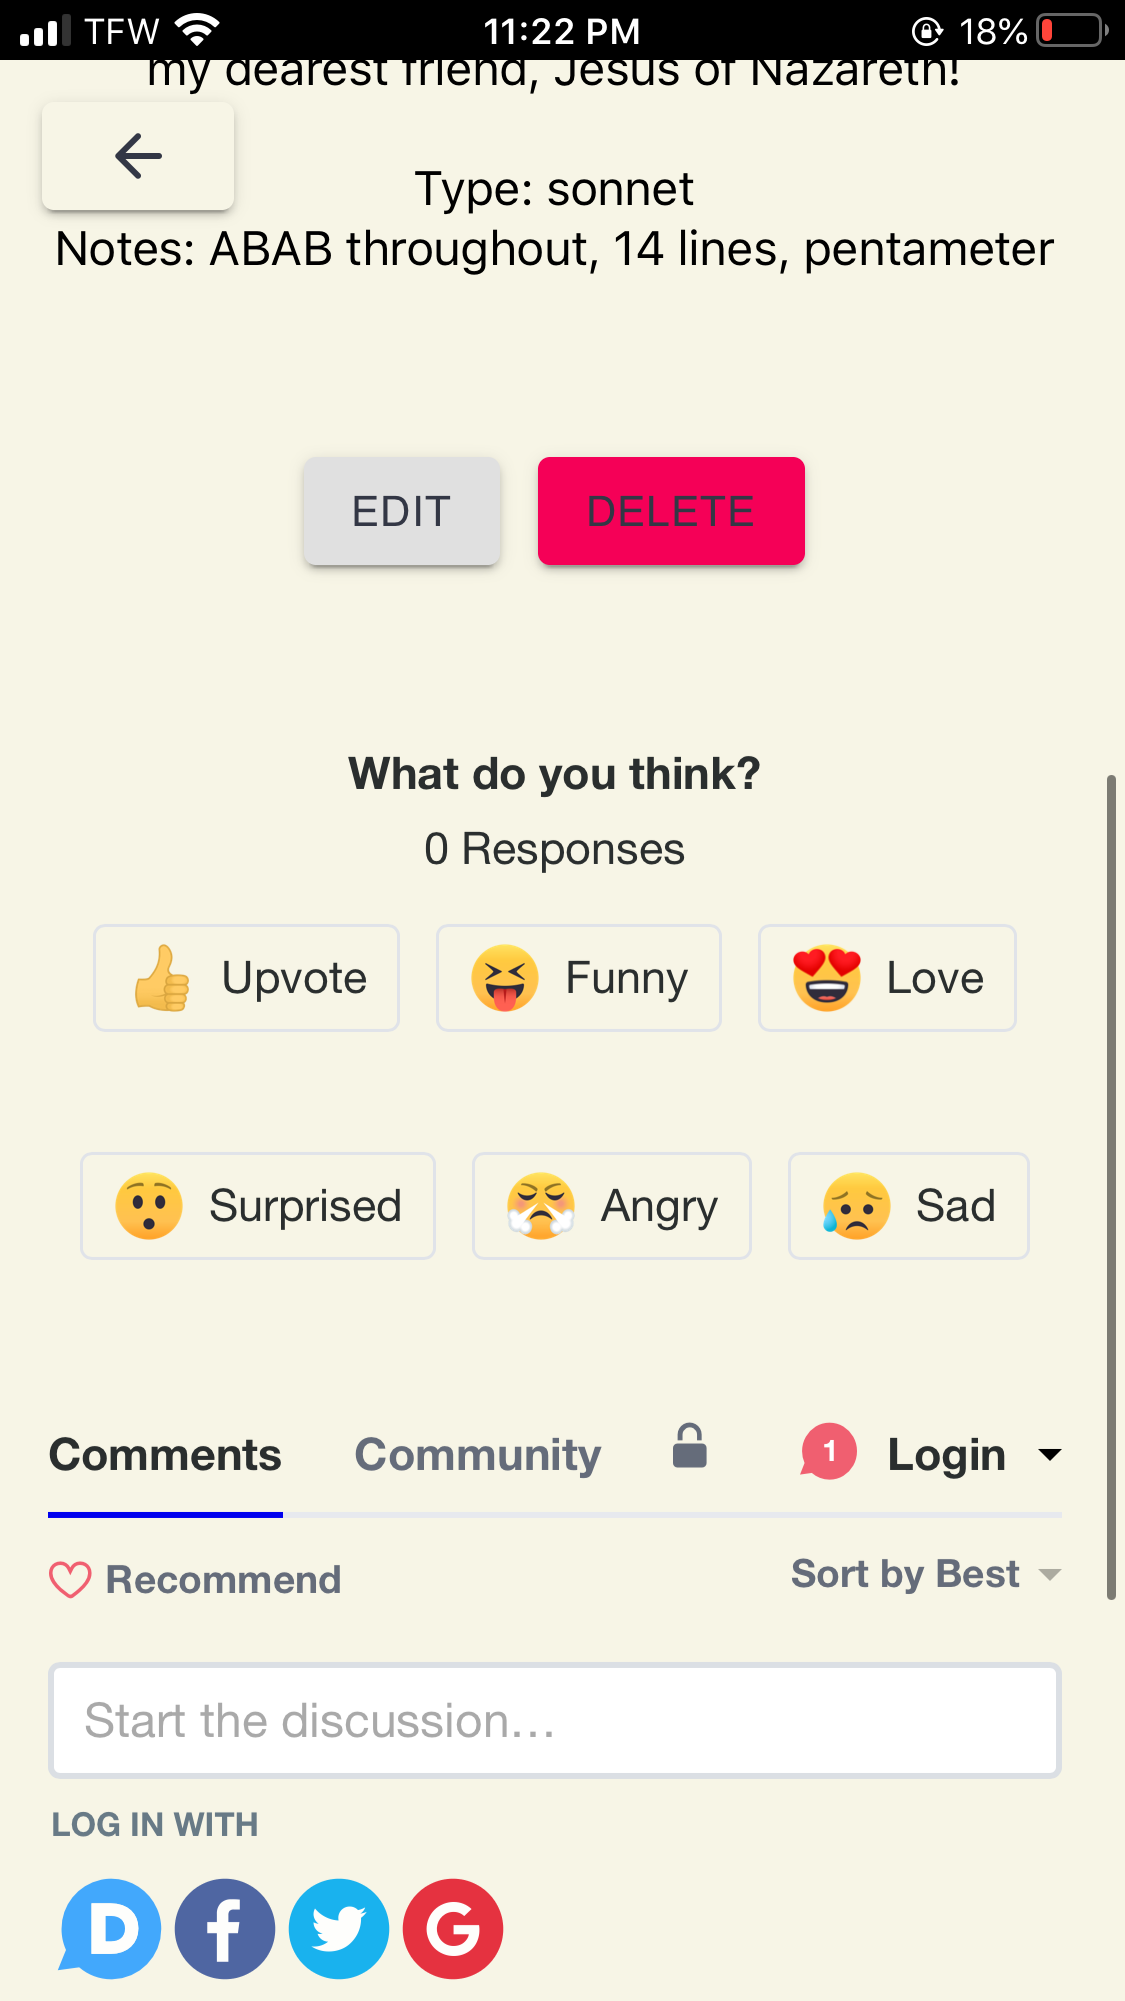 TFW 11:22 PM 18%
my dearest friend, Jesus of Nazareth!
Type: sonnet
Notes: ABAB throughout, 14 lines, pentameter
EDIT DELETE
What do you think?
0 Responses
Upvote Funny Love
Surprised Angry Sad
Comments Community 1 Login
Recommend Sort by Best
Start the discussion...
LOG IN WITH
D f G